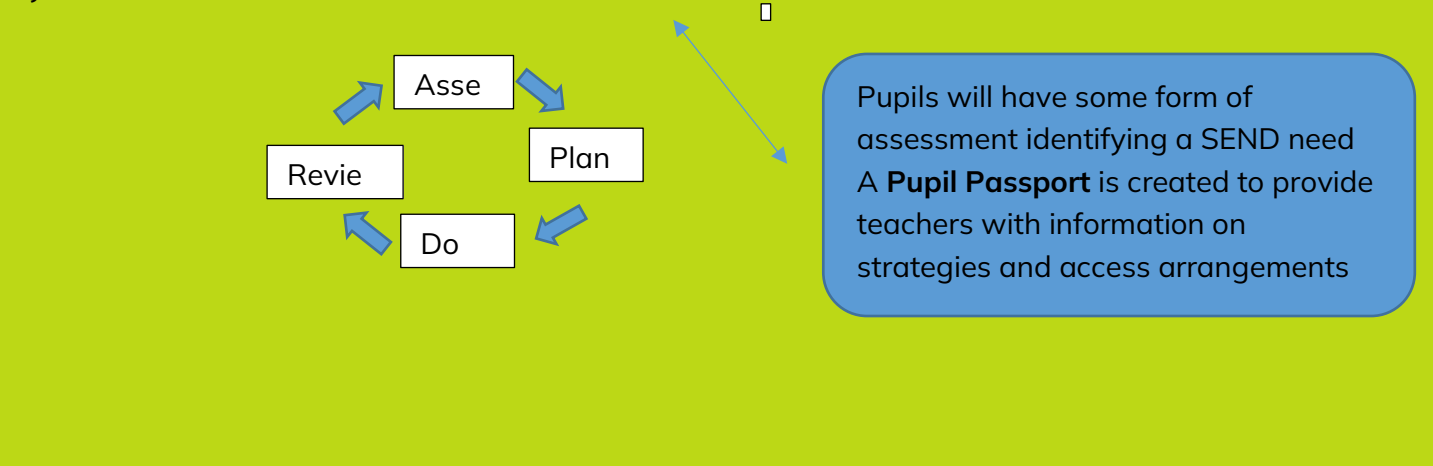 Asse
Plan
Revie
Do
Pupils will have some form of
assessment identifying a SEND need
A Pupil Passport is created to provide
teachers with information on
strategies and access arrangements